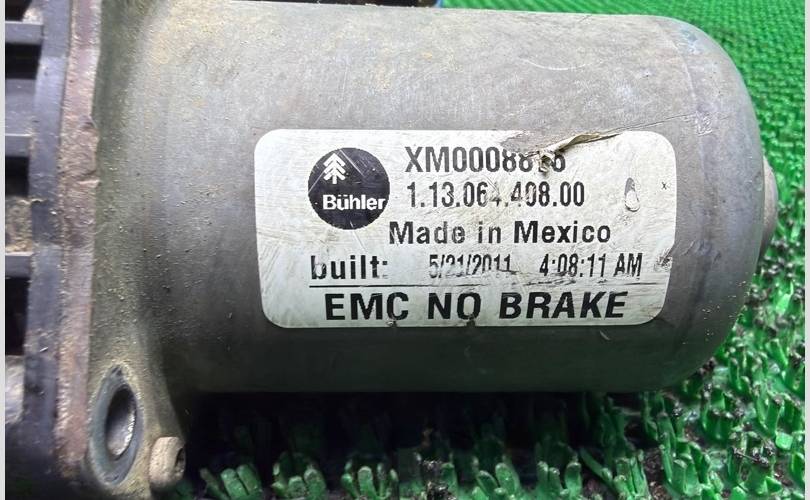 Bühler
1.13.064.408.00
Made in Mexico
built: 5/21/2011 4:08:11 AM
EMC NO BRAKE